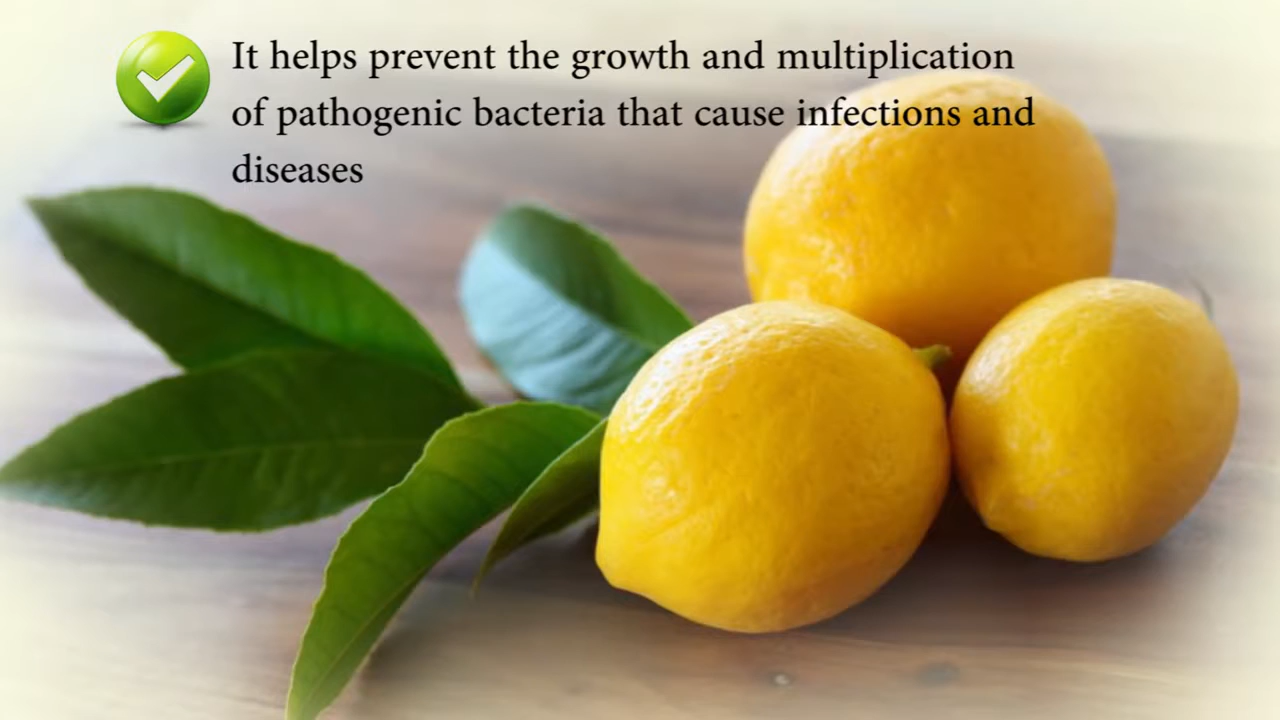 It helps prevent the growth and multiplication
of pathogenic bacteria that cause infections and
diseases